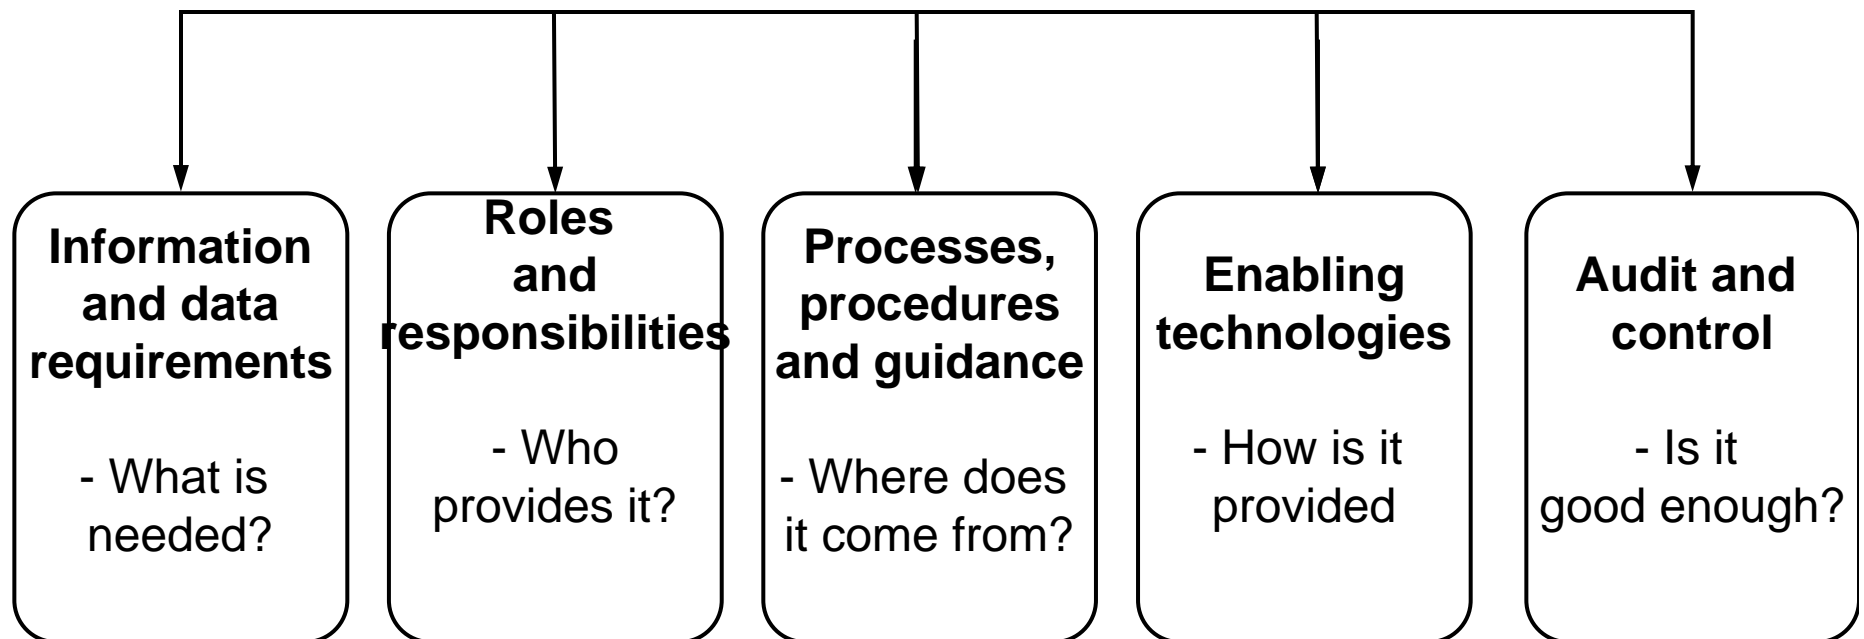 Information
and data
requirements
- What is
needed?
Roles
and
responsibilities
- Who
provides it?
Processes,
procedures
and guidance
- Where does
it come from?
Enabling
technologies
- How is it
provided
Audit and
control
- Is it
good enough?